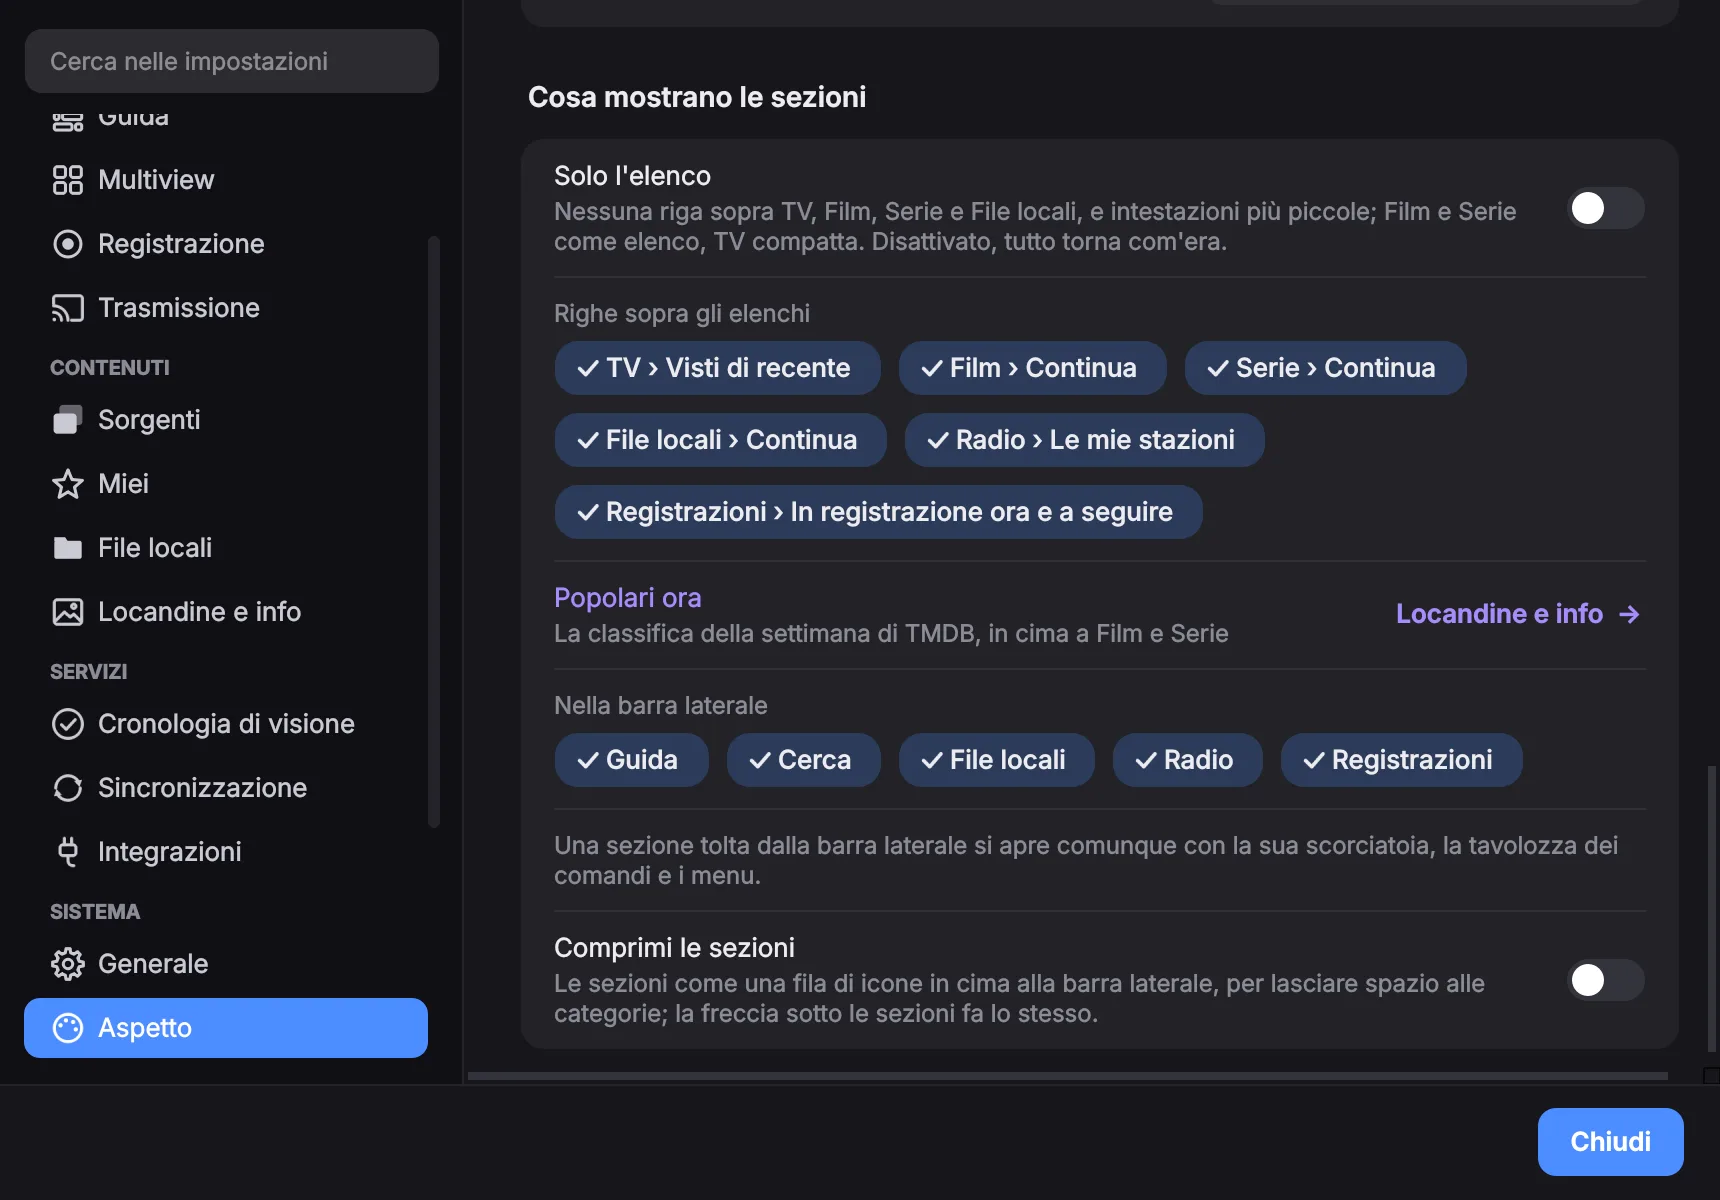 Cerca nelle impostazioni
Guida
Multiview
Registrazione
Trasmissione
CONTENUTI
Sorgenti
Miei
File locali
Locandine e info
SERVIZI
Cronologia di visione
Sincronizzazione
Integrazioni
SISTEMA
Generale
Aspetto
Cosa mostrano le sezioni
Solo l'elenco
Nessuna riga sopra TV, Film, Serie e File locali, e intestazioni più piccole; Film e Serie
come elenco, TV compatta. Disattivato, tutto torna com'era.
Righe sopra gli elenchi
✓ TV › Visti di recente ✓ Film › Continua ✓ Serie › Continua
✓ File locali › Continua ✓ Radio › Le mie stazioni
✓ Registrazioni › In registrazione ora e a seguire
Popolari ora
La classifica della settimana di TMDB, in cima a Film e Serie
Locandine e info →
Nella barra laterale
✓ Guida ✓ Cerca ✓ File locali ✓ Radio ✓ Registrazioni
Una sezione tolta dalla barra laterale si apre comunque con la sua scorciatoia, la tavolozza dei
comandi e i menu.
Comprimi le sezioni
Le sezioni come una fila di icone in cima alla barra laterale, per lasciare spazio alle
categorie; la freccia sotto le sezioni fa lo stesso.
Chiudi